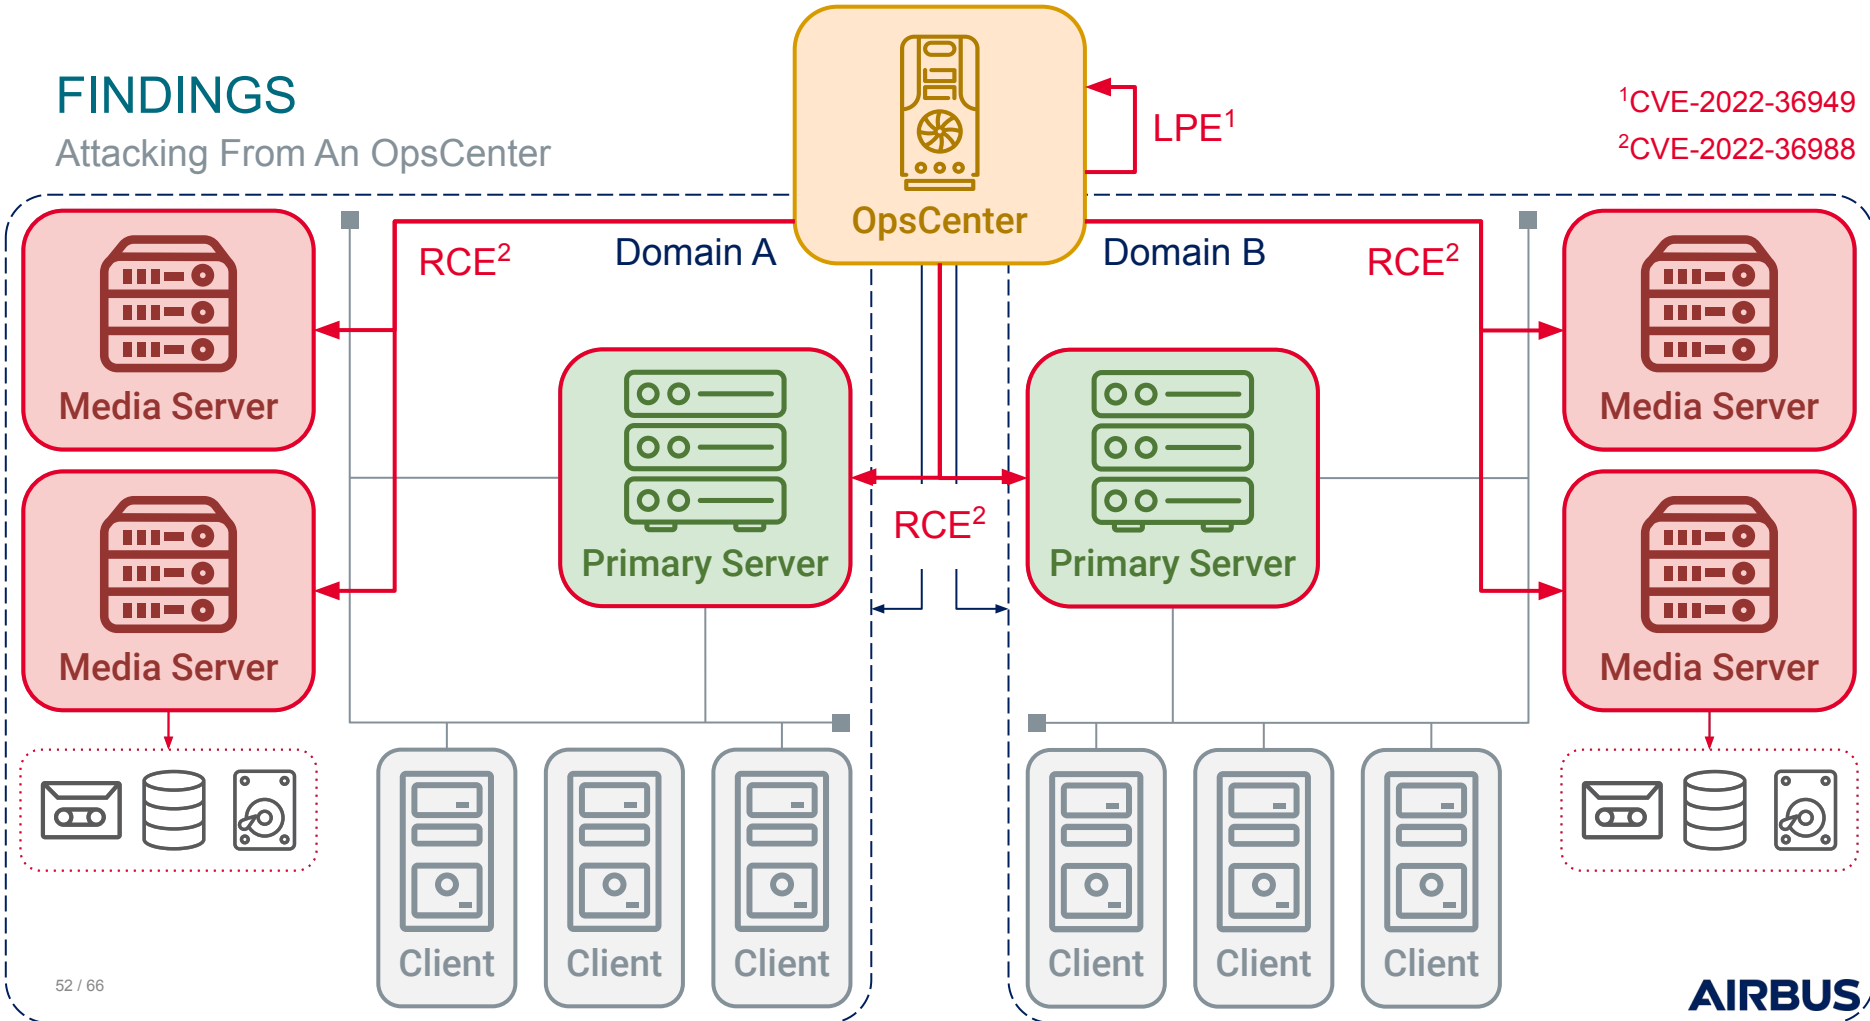 FINDINGS
Attacking From An OpsCenter
OpsCenter
LPE¹
¹CVE-2022-36949
²CVE-2022-36988
Domain A
Domain B
RCE²
RCE²
RCE²
Media Server
Media Server
Primary Server
Primary Server
Media Server
Media Server
Client
Client
Client
Client
Client
Client
52 / 66
AIRBUS